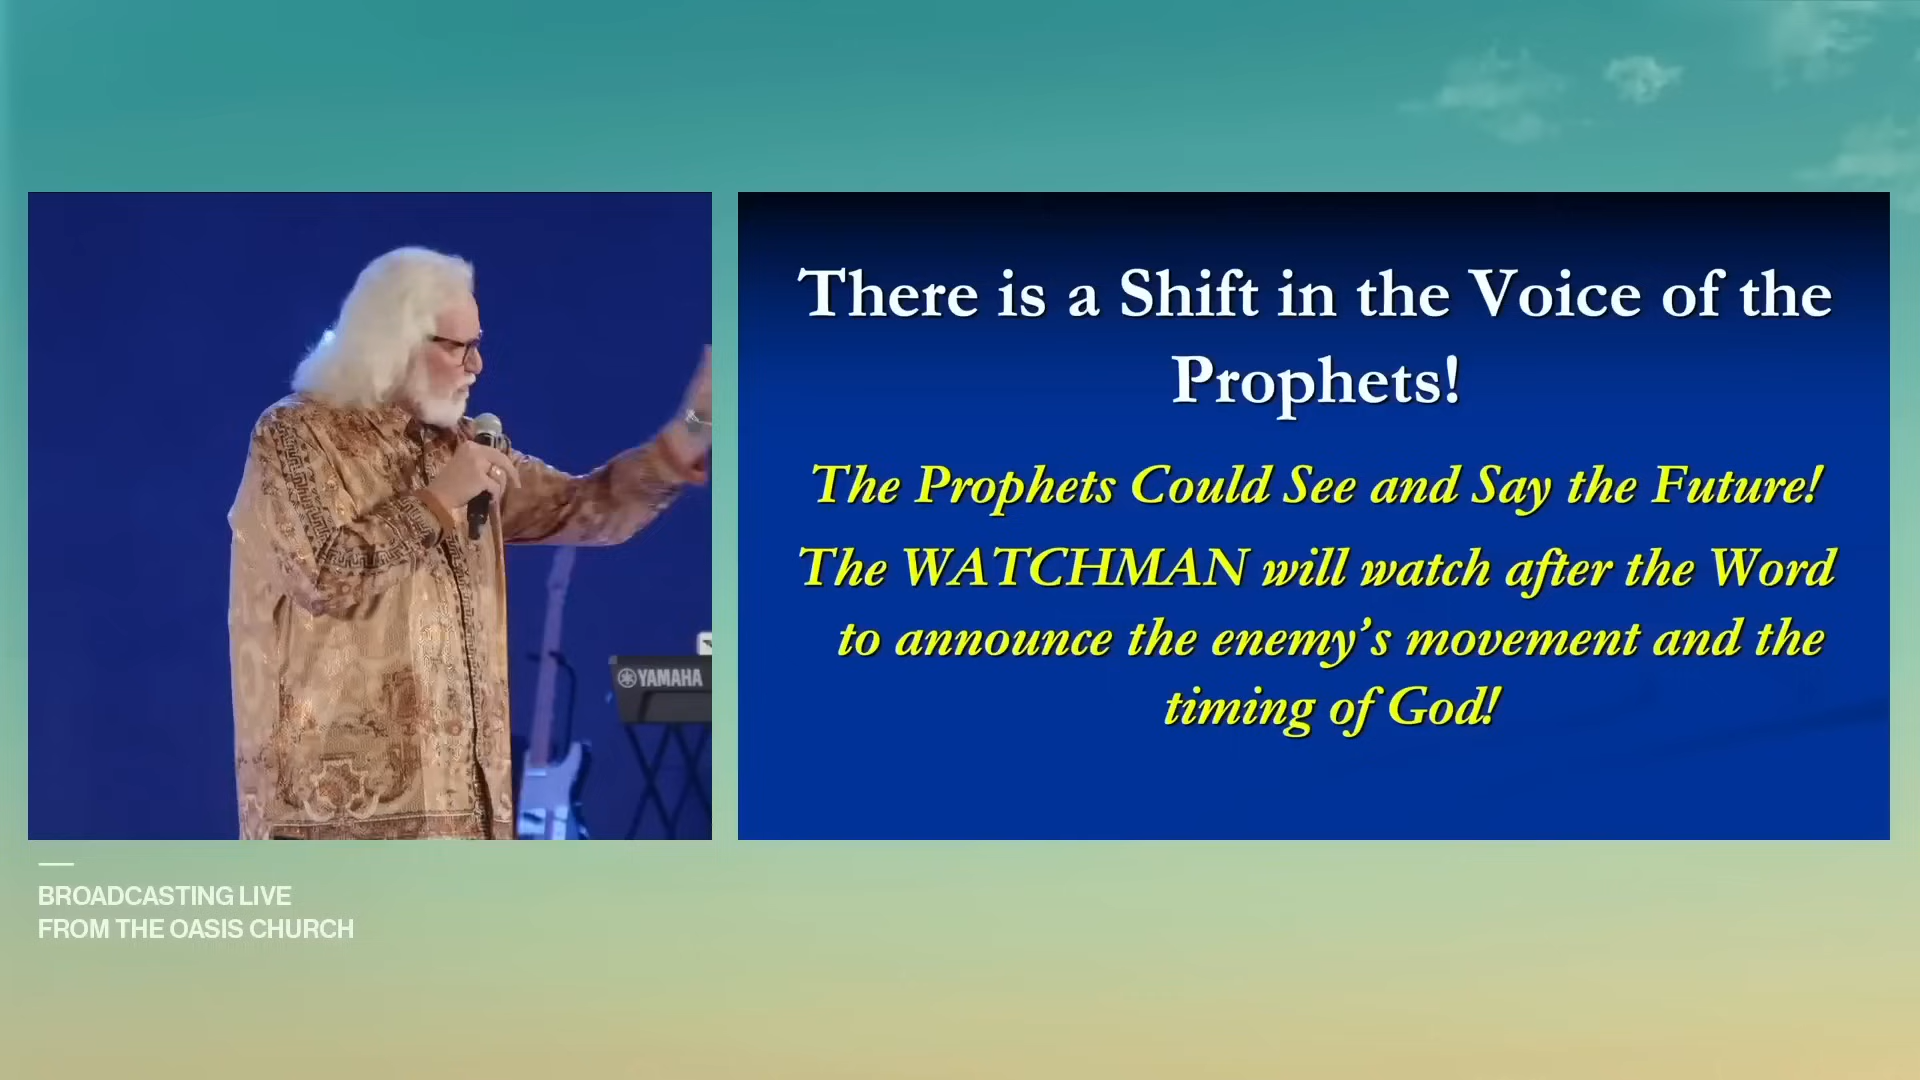 There is a Shift in the Voice of the
Prophets!
The Prophets Could See and Say the Future!
The WATCHMAN will watch after the Word
to announce the enemy's movement and the
timing of God!
YAMAHA
BROADCASTING LIVE
FROM THE OASIS CHURCH